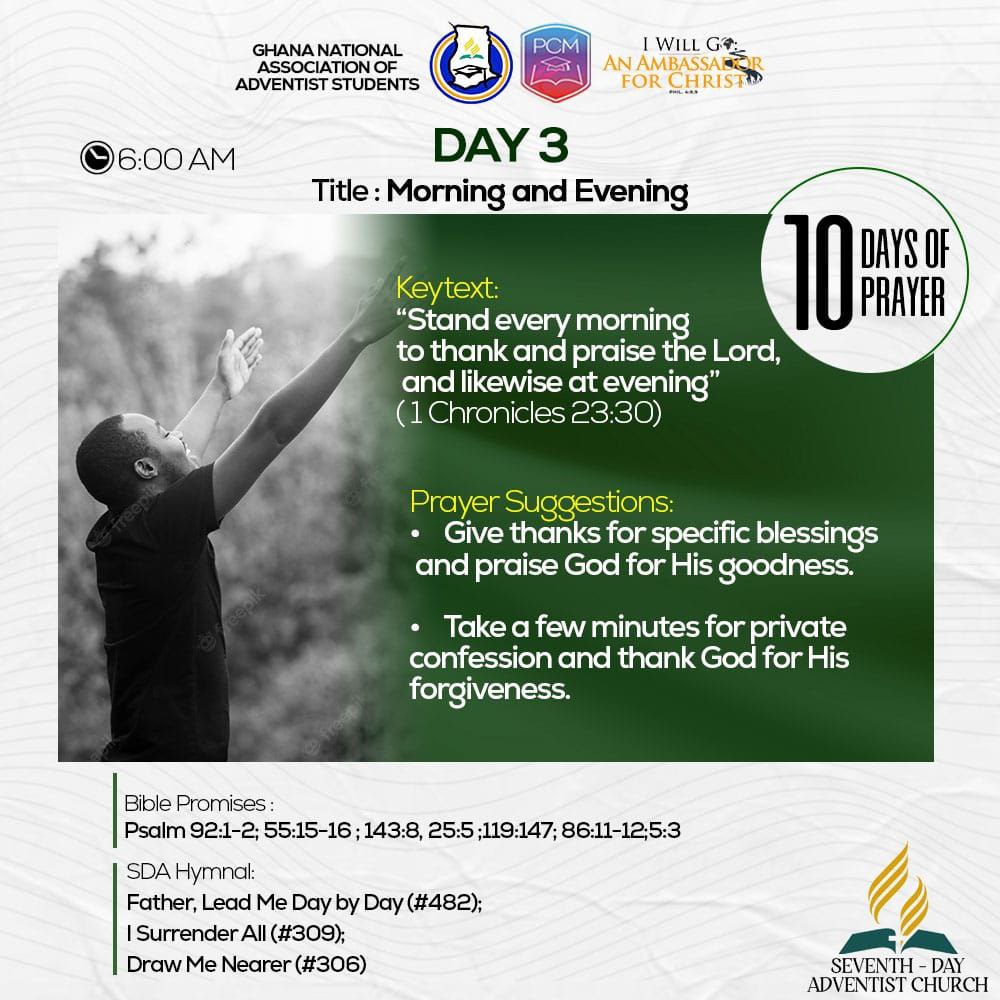 GHANA NATIONAL
ASSOCIATION OF
ADVENTIST STUDENTS
PCM
I WILL GO:
AN AMBASSADOR
FOR CHRIST
6:00 AM
DAY 3
Title : Morning and Evening
10 DAYS OF
PRAYER
Keytext:
“Stand every morning
to thank and praise the Lord,
and likewise at evening”
( 1 Chronicles 23:30)
Prayer Suggestions:
• Give thanks for specific blessings
and praise God for His goodness.
• Take a few minutes for private
confession and thank God for His
forgiveness.
freepik
freepik
freepik
freepik
Bible Promises :
Psalm 92:1-2; 55:15-16 ; 143:8, 25:5 ;119:147; 86:11-12;5:3
SDA Hymnal:
Father, Lead Me Day by Day (#482);
I Surrender All (#309);
Draw Me Nearer (#306)
SEVENTH - DAY
ADVENTIST CHURCH